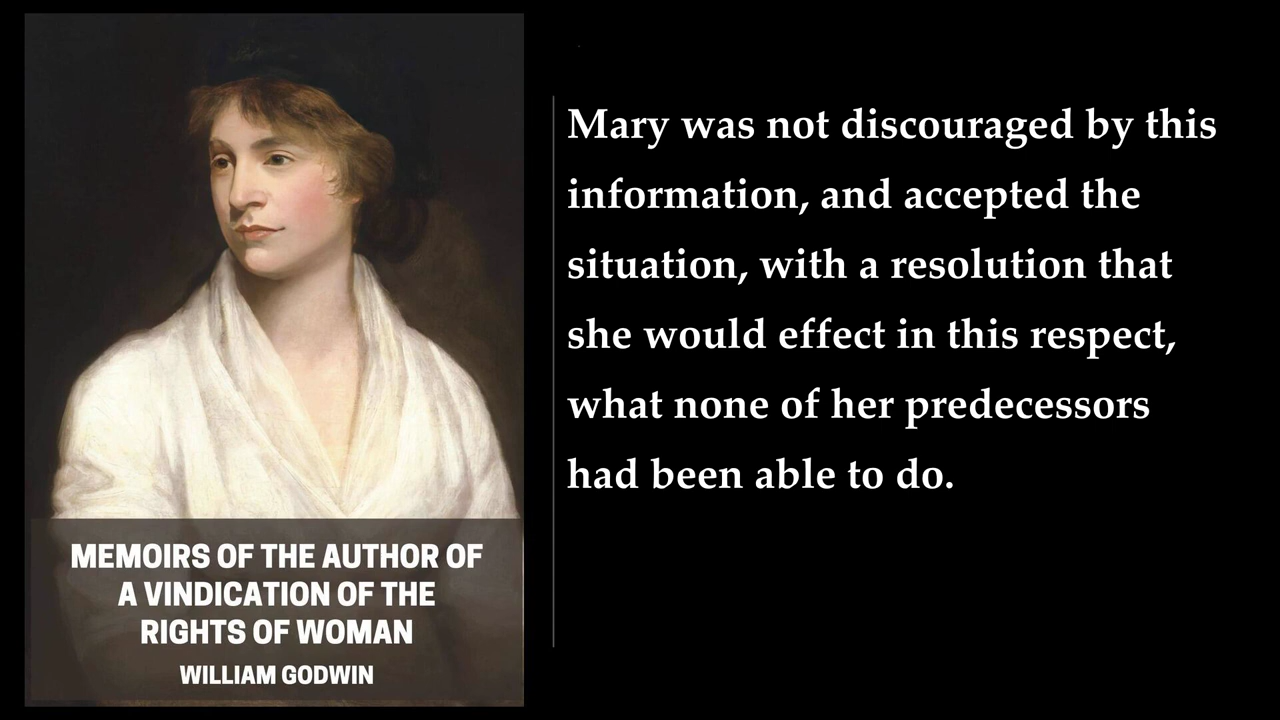 MEMOIRS OF THE AUTHOR OF
A VINDICATION OF THE
RIGHTS OF WOMAN
WILLIAM GODWIN
Mary was not discouraged by this
information, and accepted the
situation, with a resolution that
she would effect in this respect,
what none of her predecessors
had been able to do.